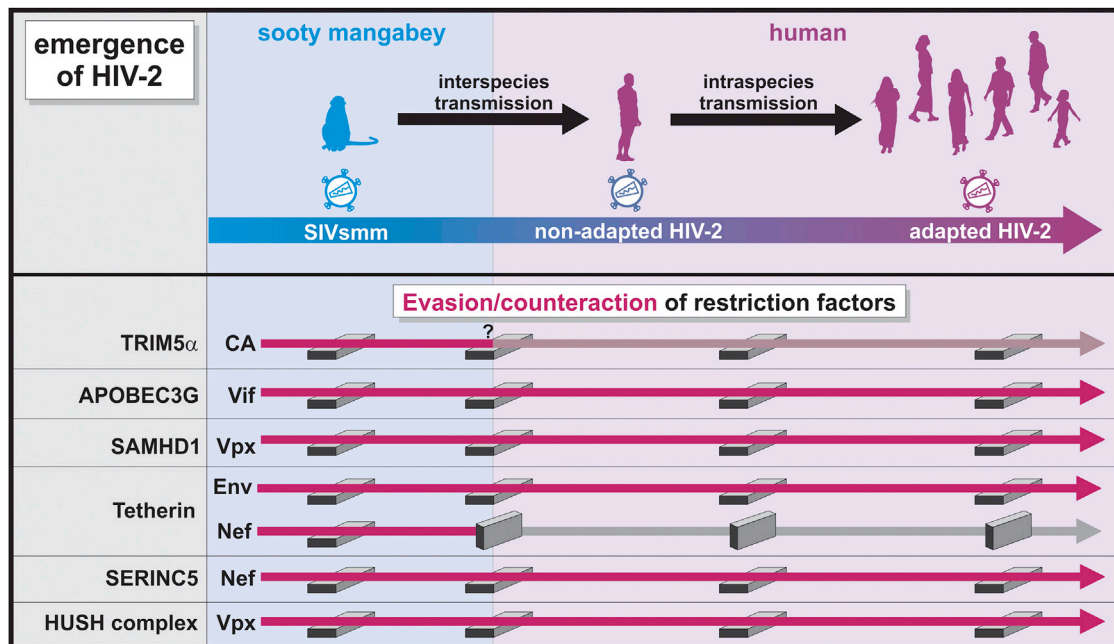 emergence
of HIV-2
sooty mangabey
human
interspecies
transmission
intraspecies
transmission
SIVsmm
non-adapted HIV-2
adapted HIV-2
Evasion/counteraction of restriction factors
?
TRIM5α CA
APOBEC3G Vif
SAMHD1 Vpx
Tetherin
Env
Nef
SERINC5 Nef
HUSH complex Vpx